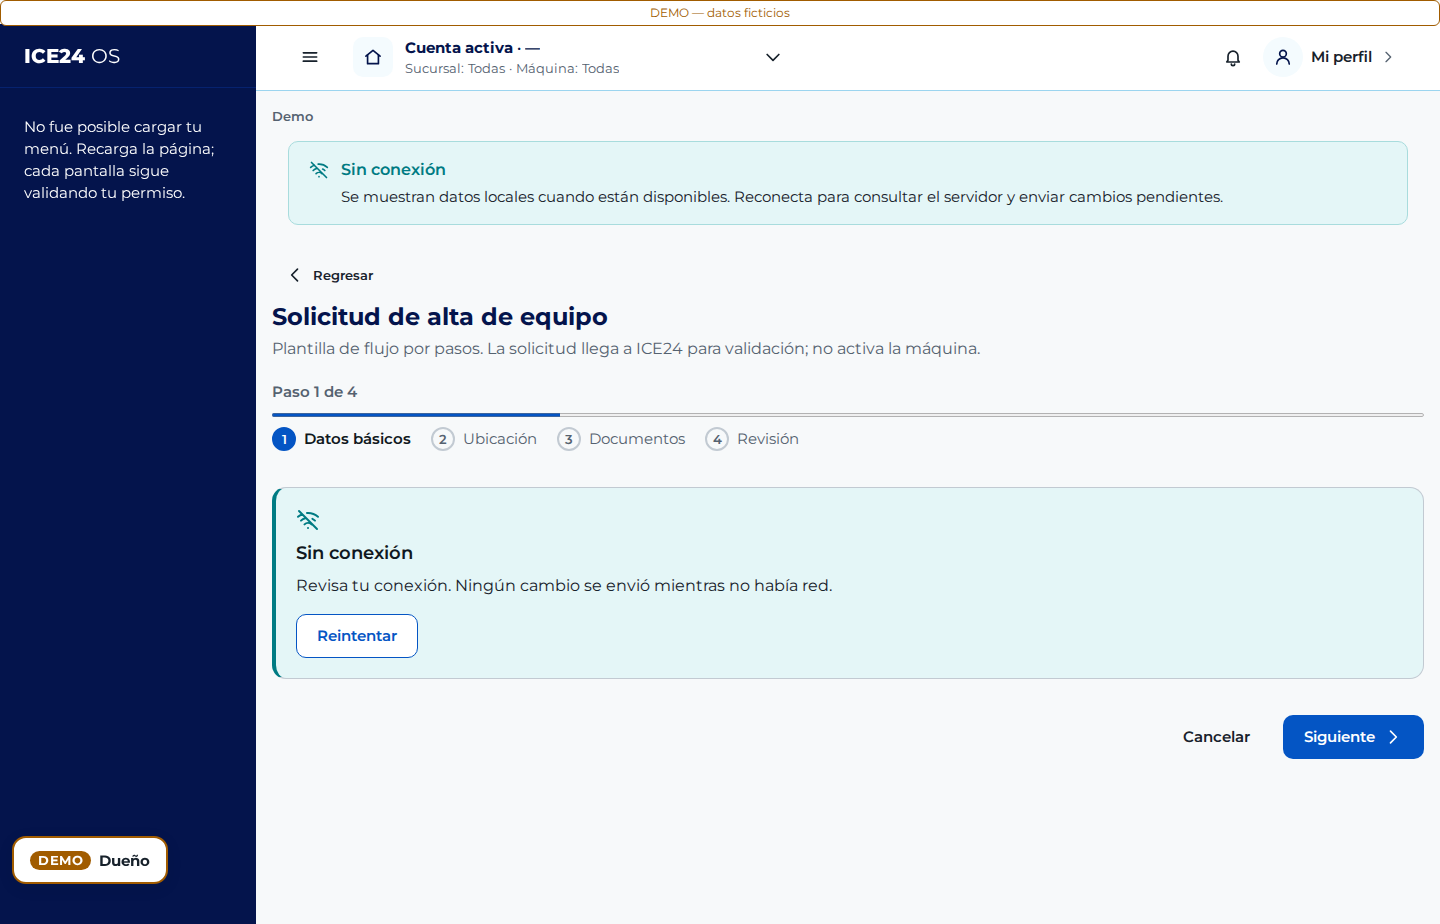 DEMO — datos ficticios
ICE24 OS
No fue posible cargar tu
menú. Recarga la página;
cada pantalla sigue
validando tu permiso.
DEMO Dueño
Cuenta activa · —
Sucursal: Todas · Máquina: Todas
Mi perfil
Demo
Sin conexión
Se muestran datos locales cuando están disponibles. Reconecta para consultar el servidor y enviar cambios pendientes.
Regresar
Solicitud de alta de equipo
Plantilla de flujo por pasos. La solicitud llega a ICE24 para validación; no activa la máquina.
Paso 1 de 4
1 Datos básicos 2 Ubicación 3 Documentos 4 Revisión
Sin conexión
Revisa tu conexión. Ningún cambio se envió mientras no había red.
Reintentar
Cancelar Siguiente